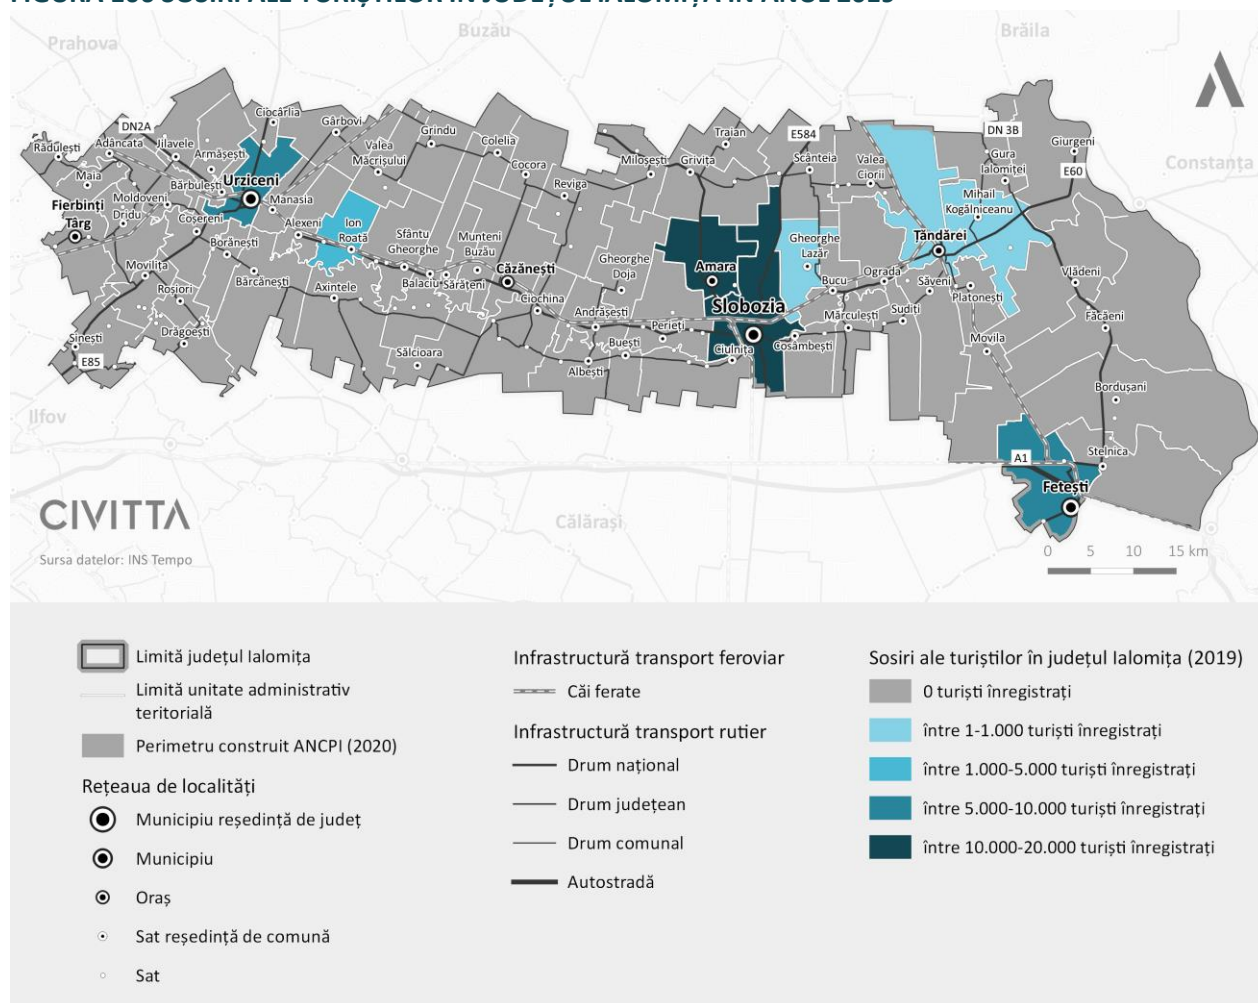 Prahova
Buzău
Brăila
Constanța
Ilfov
Călărași
DN2A
Ciocârlia
Gârbovi
Rădulești
Adâncata
Jilavele
Armășești
Maia
Bărbulești
Urziceni
Moldoveni
Fierbinți
Târg
Dridu
Coșereni
Manasia
Alexeni
Ion
Roată
Borănești
Bărcănești
Movilița
Roșiori
Drăgoești
Sinești
E85
Axintele
Valea
Măcrișului
Grindu
Colelia
Cocora
Reviga
Sfântu
Gheorghe
Munteni
Buzău
Balaciu
Sărățeni
Căzănești
Ciochina
Sălcioara
Gheorghe
Doja
Andrășești
Perieți
Buești
Albești
Miloșești
Grivița
Traian
E584
Scânteia
Valea
Ciorii
Amara
Slobozia
Ciulnița
Cosâmbești
Gheorghe
Lazăr
Bucu
Ograda
Mărculești
Sudiți
Săveni
Țăndărei
Platonești
Movila
DN 3B
Gura
Ialomiței
Mihail
Kogălniceanu
Giurgeni
E60
Vlădeni
Făcăeni
Bordușani
Stelnica
A1
Fetești
CIVITTA
Sursa datelor: INS Tempo
0 5 10 15 km
Limită județul Ialomița
Limită unitate administrativ
teritorială
Perimetru construit ANCPI (2020)
Rețeaua de localități
Municipiu reședință de județ
Municipiu
Oraș
Sat reședință de comună
Sat
Infrastructură transport feroviar
Căi ferate
Infrastructură transport rutier
Drum național
Drum județean
Drum comunal
Autostradă
Sosiri ale turiștilor în județul Ialomița (2019)
0 turiști înregistrați
între 1-1.000 turiști înregistrați
între 1.000-5.000 turiști înregistrați
între 5.000-10.000 turiști înregistrați
între 10.000-20.000 turiști înregistrați